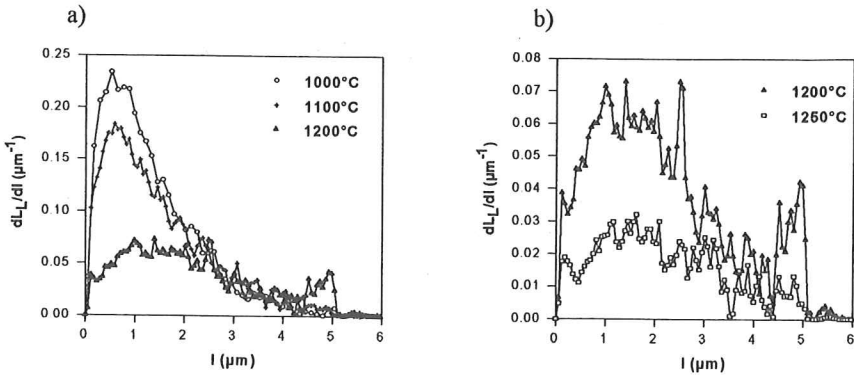 a)
0.25
0.20
0.15
0.10
0.05
0.00
dL_L/dl (µm⁻¹)
1000°C
1100°C
1200°C
0 1 2 3 4 5 6
l (µm)
b)
0.08
0.07
0.06
0.05
0.04
0.03
0.02
0.01
0.00
dL_L/dl (µm⁻¹)
1200°C
1250°C
0 1 2 3 4 5 6
l (µm)